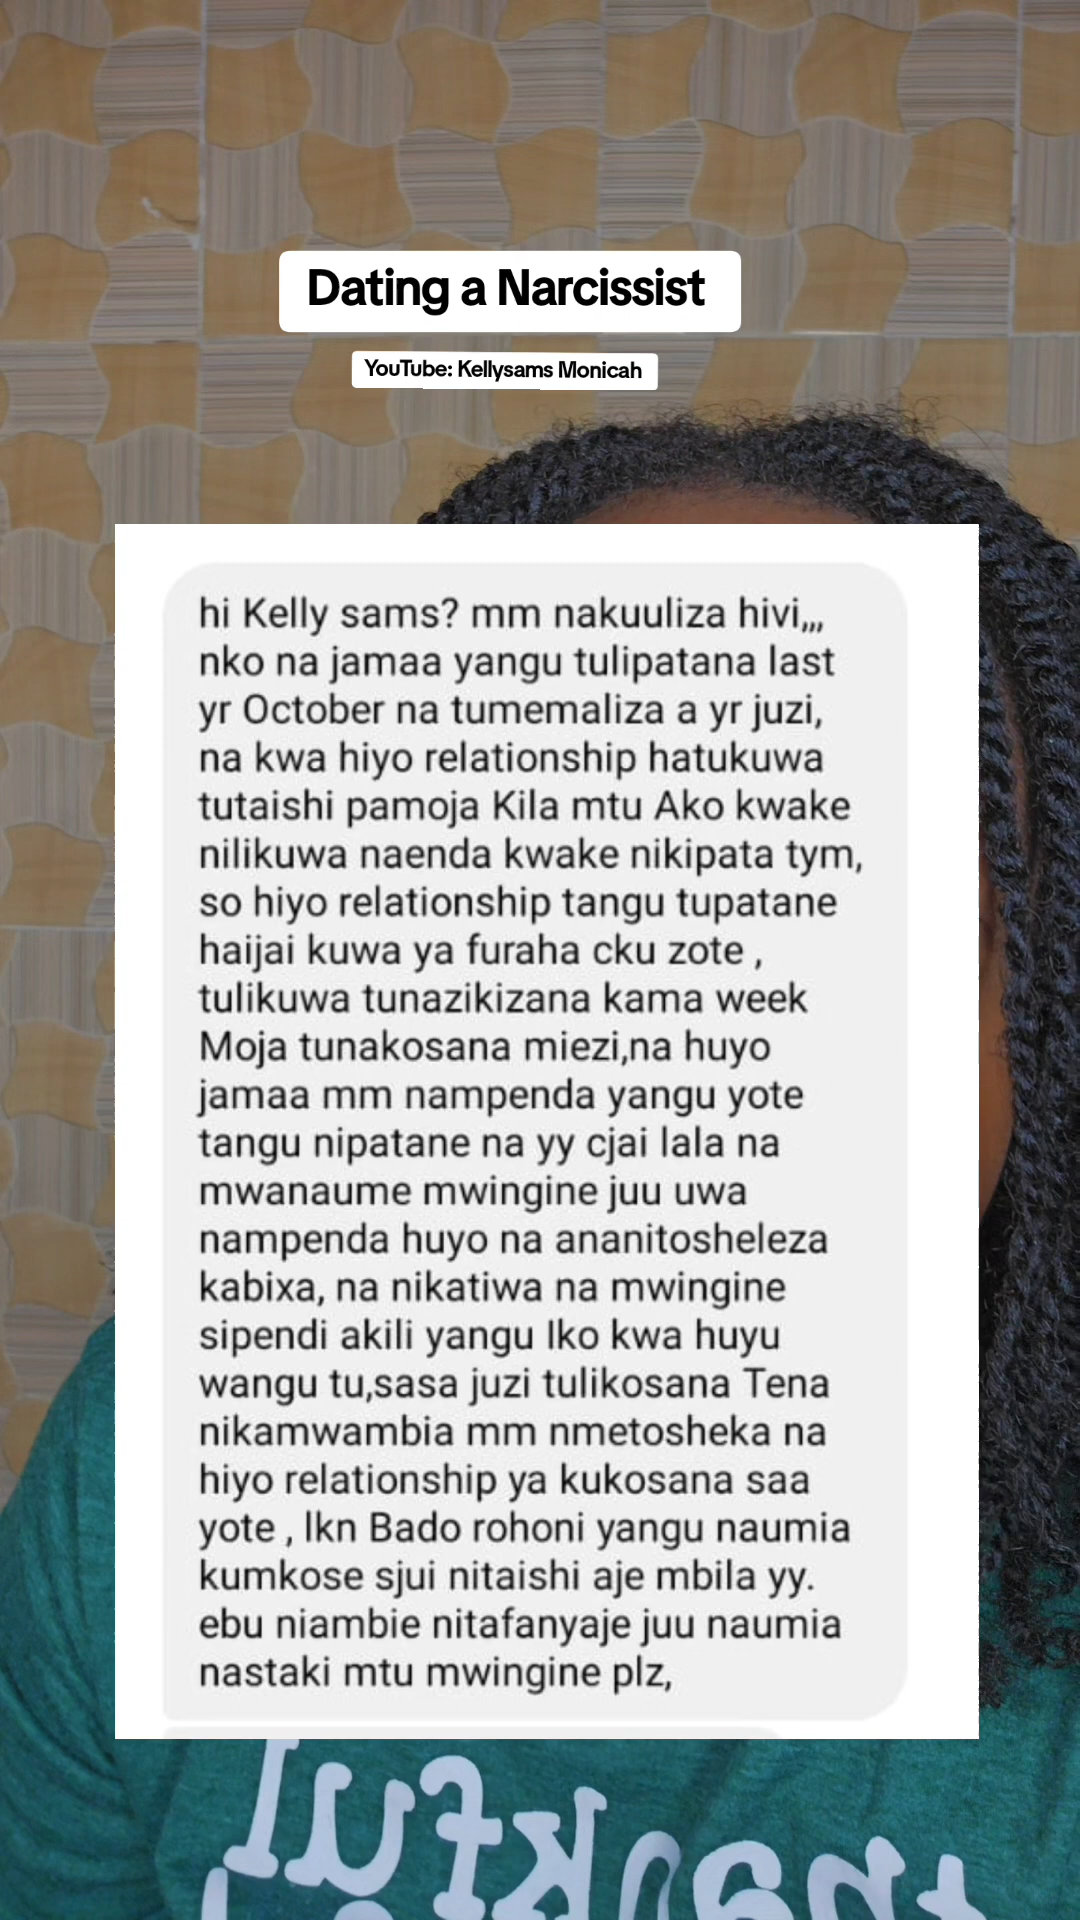 Dating a Narcissist
YouTube: Kellysams Monicah
hi Kelly sams? mm nakuuliza hivi,,,
nko na jamaa yangu tulipatana last
yr October na tumemaliza a yr juzi,
na kwa hiyo relationship hatukuwa
tutaishi pamoja Kila mtu Ako kwake
nilikuwa naenda kwake nikipata tym,
so hiyo relationship tangu tupatane
haijai kuwa ya furaha cku zote ,
tulikuwa tunazikizana kama week
Moja tunakosana miezi,na huyo
jamaa mm nampenda yangu yote
tangu nipatane na yy cjai lala na
mwanaume mwingine juu uwa
nampenda huyo na ananitosheleza
kabixa, na nikatiwa na mwingine
sipendi akili yangu Iko kwa huyu
wangu tu,sasa juzi tulikosana Tena
nikamwambia mm nmetosheka na
hiyo relationship ya kukosana saa
yote , lkn Bado rohoni yangu naumia
kumkose sjui nitaishi aje mbila yy.
ebu niambie nitafanyaje juu naumia
nastaki mtu mwingine plz,